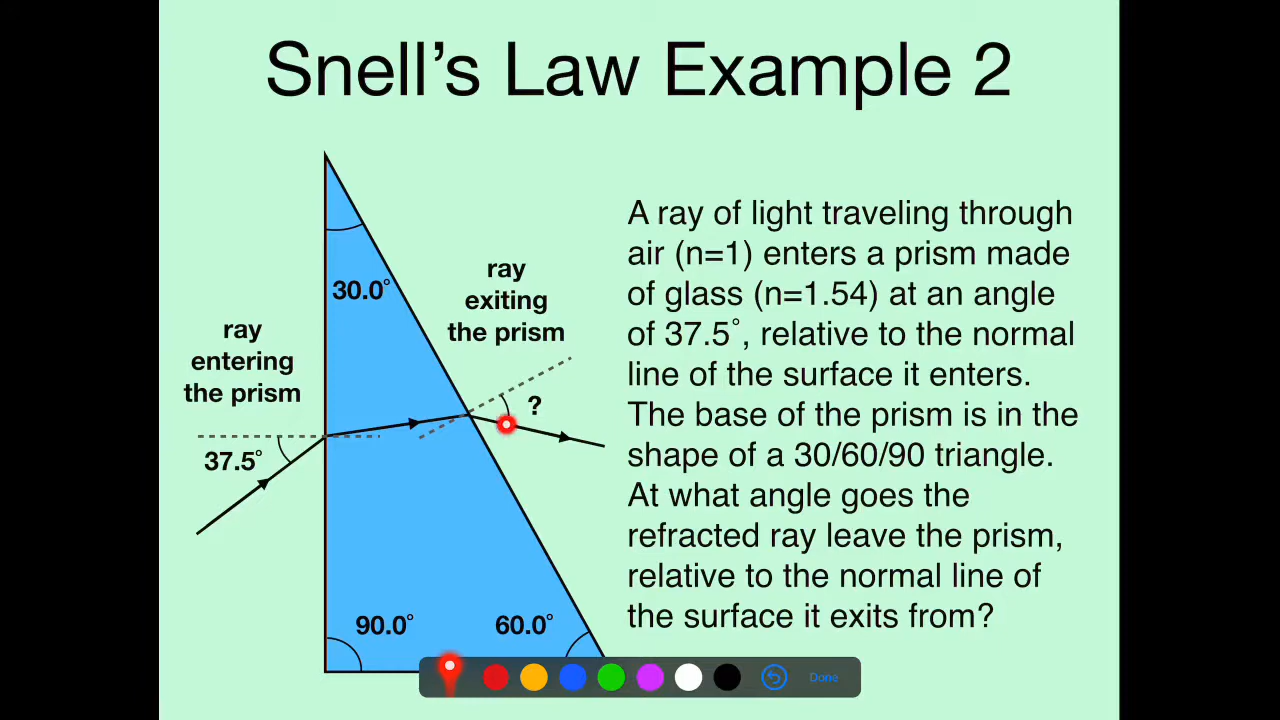 Snell's Law Example 2
30.0°
ray
exiting
the prism
ray
entering
the prism
?
37.5°
90.0°
60.0°
A ray of light traveling through
air (n=1) enters a prism made
of glass (n=1.54) at an angle
of 37.5°, relative to the normal
line of the surface it enters.
The base of the prism is in the
shape of a 30/60/90 triangle.
At what angle goes the
refracted ray leave the prism,
relative to the normal line of
the surface it exits from?
Done